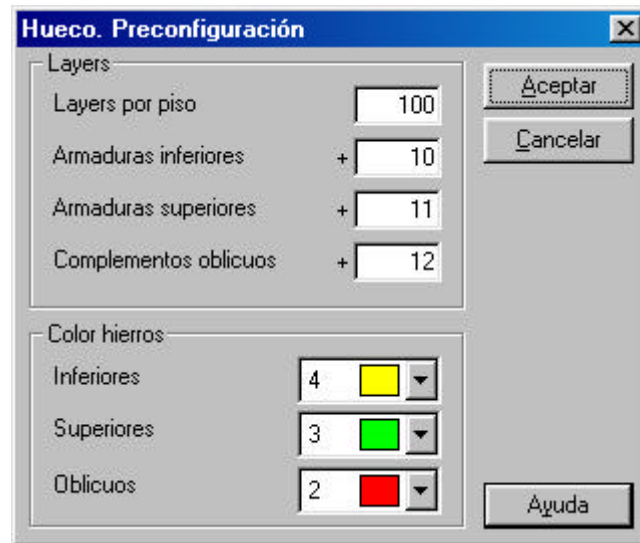 Hueco. Preconfiguración
Layers
Layers por piso 100
Armaduras inferiores + 10
Armaduras superiores + 11
Complementos oblicuos + 12
Color hierros
Inferiores 4
Superiores 3
Oblicuos 2
Aceptar
Cancelar
Ayuda